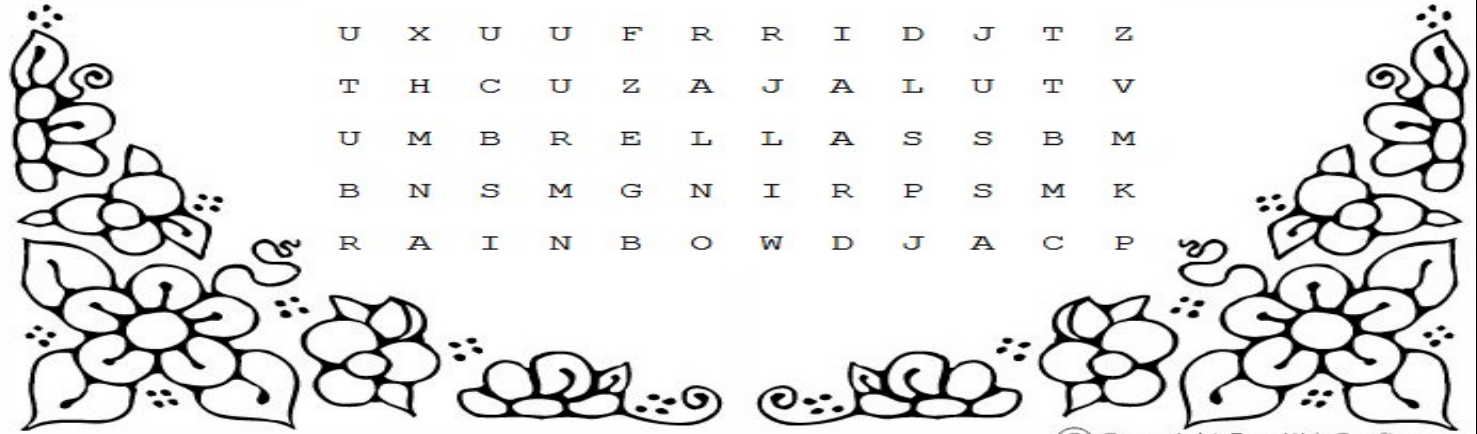 U X U U F R R I D J T Z
T H C U Z A J A L U T V
U M B R E L L A S S B M
B N S M G N I R P S M K
R A I N B O W D J A C P